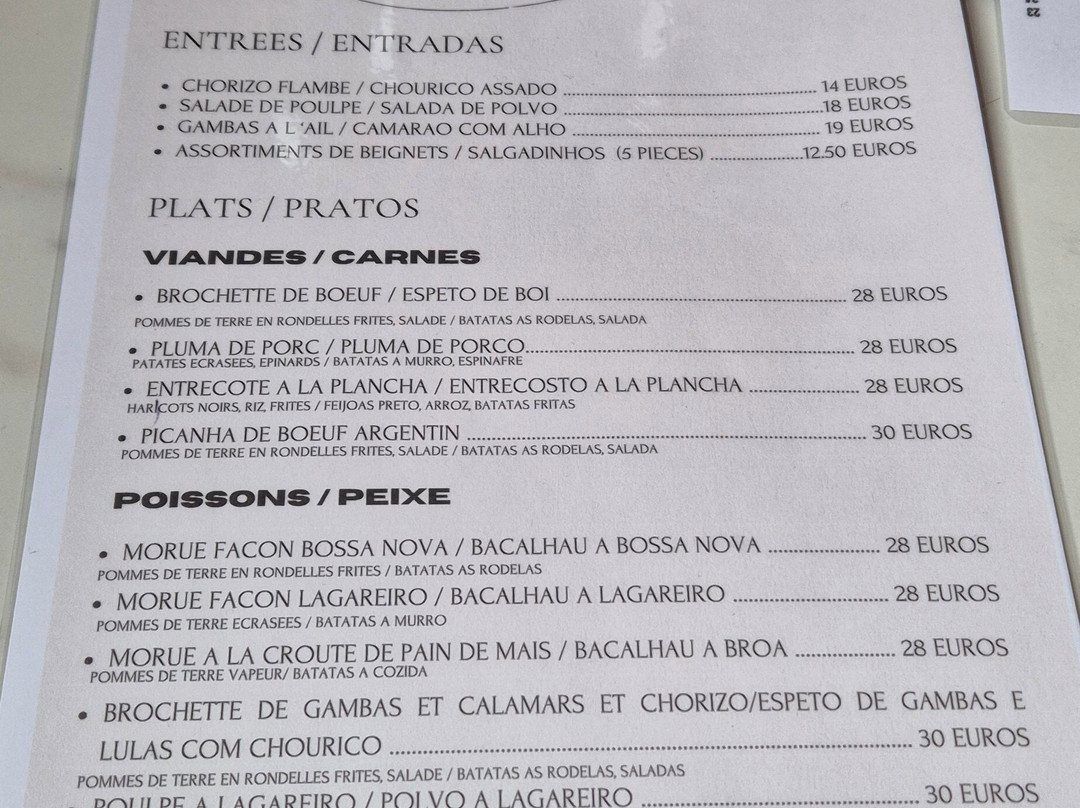 ENTREES / ENTRADAS
• CHORIZO FLAMBE / CHOURICO ASSADO ........ 14 EUROS
• SALADE DE POULPE / SALADA DE POLVO ........ 18 EUROS
• GAMBAS A L'AIL / CAMARAO COM ALHO ........ 19 EUROS
• ASSORTIMENTS DE BEIGNETS / SALGADINHOS (5 PIECES) ........ 12.50 EUROS
PLATS / PRATOS
VIANDES / CARNES
• BROCHETTE DE BOEUF / ESPETO DE BOI ........ 28 EUROS
POMMES DE TERRE EN RONDELLES FRITES, SALADE / BATATAS AS RODELAS, SALADA
• PLUMA DE PORC / PLUMA DE PORCO ........ 28 EUROS
PATATES ECRASEES, EPINARDS / BATATAS A MURRO, ESPINAFRE
• ENTRECOTE A LA PLANCHA / ENTRECOSTO A LA PLANCHA ........ 28 EUROS
HARICOTS NOIRS, RIZ, FRITES / FEIJOAS PRETO, ARROZ, BATATAS FRITAS
• PICANHA DE BOEUF ARGENTIN ........ 30 EUROS
POMMES DE TERRE EN RONDELLES FRITES, SALADE / BATATAS AS RODELAS, SALADA
POISSONS / PEIXE
• MORUE FACON BOSSA NOVA / BACALHAU A BOSSA NOVA ........ 28 EUROS
POMMES DE TERRE EN RONDELLES FRITES / BATATAS AS RODELAS
• MORUE FACON LAGAREIRO / BACALHAU A LAGAREIRO ........ 28 EUROS
POMMES DE TERRE ECRASEES / BATATAS A MURRO
• MORUE A LA CROUTE DE PAIN DE MAIS / BACALHAU A BROA ........ 28 EUROS
POMMES DE TERRE VAPEUR/ BATATAS A COZIDA
• BROCHETTE DE GAMBAS ET CALAMARS ET CHORIZO/ESPETO DE GAMBAS E
LULAS COM CHOURICO ........ 30 EUROS
POMMES DE TERRE EN RONDELLES FRITES, SALADE / BATATAS AS RODELAS, SALADAS
• POULPE A LAGAREIRO / POLVO A LAGAREIRO ........ 30 EUROS
23